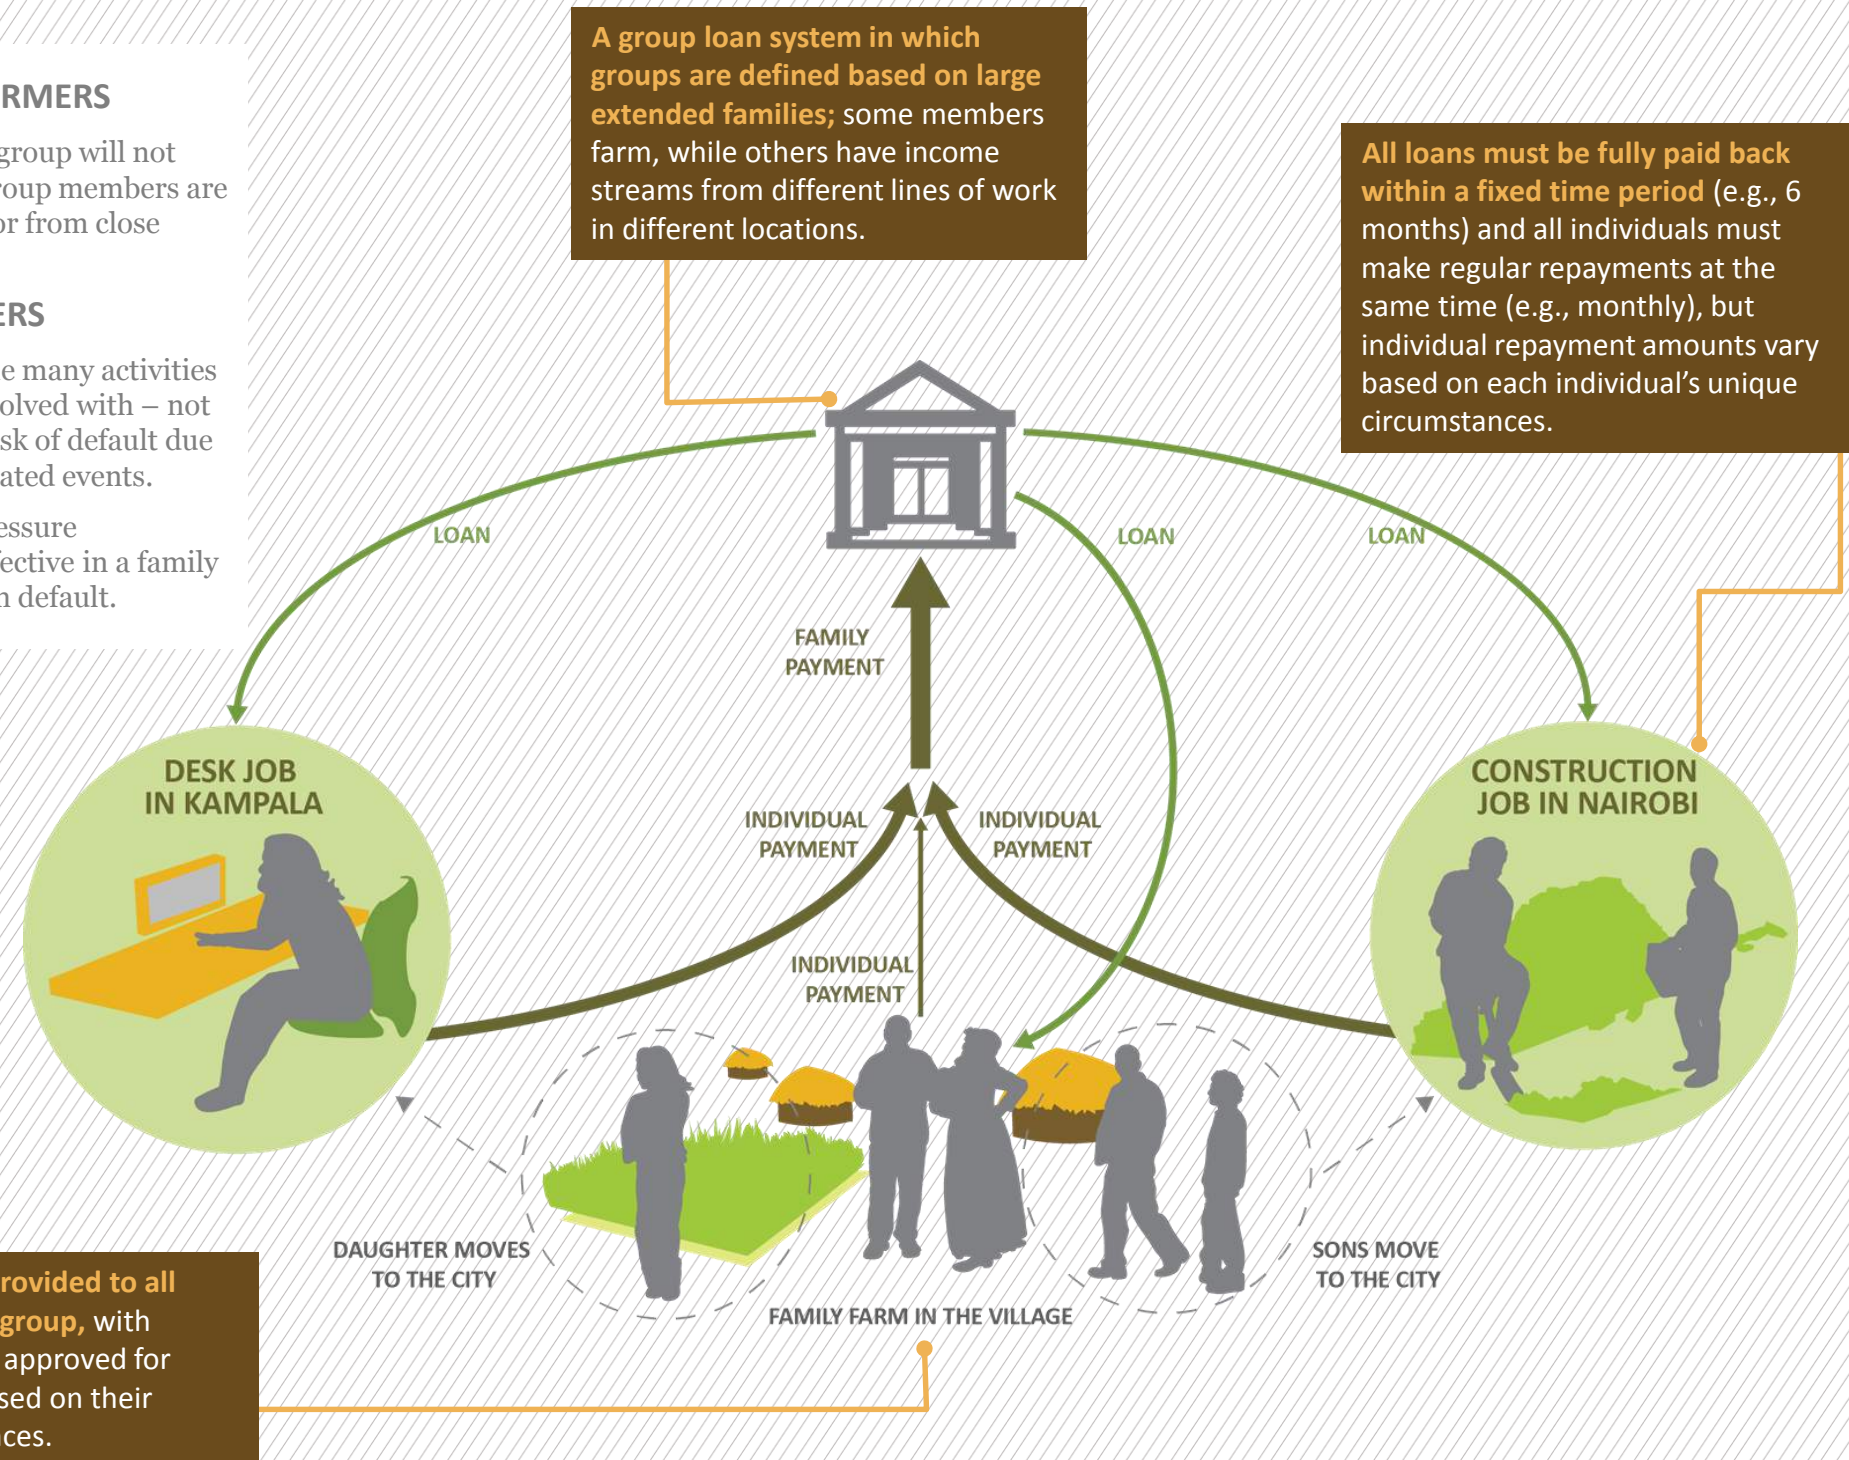 RMERS
group will not
roup members are
or from close
ERS
e many activities
olved with – not
sk of default due
ated events.
essure
fective in a family
n default.
A group loan system in which
groups are defined based on large
extended families; some members
farm, while others have income
streams from different lines of work
in different locations.
All loans must be fully paid back
within a fixed time period (e.g., 6
months) and all individuals must
make regular repayments at the
same time (e.g., monthly), but
individual repayment amounts vary
based on each individual’s unique
circumstances.
LOAN
LOAN
LOAN
FAMILY
PAYMENT
DESK JOB
IN KAMPALA
INDIVIDUAL
PAYMENT
INDIVIDUAL
PAYMENT
CONSTRUCTION
JOB IN NAIROBI
INDIVIDUAL
PAYMENT
DAUGHTER MOVES
TO THE CITY
SONS MOVE
TO THE CITY
FAMILY FARM IN THE VILLAGE
rovided to all
group, with
approved for
sed on their
nces.